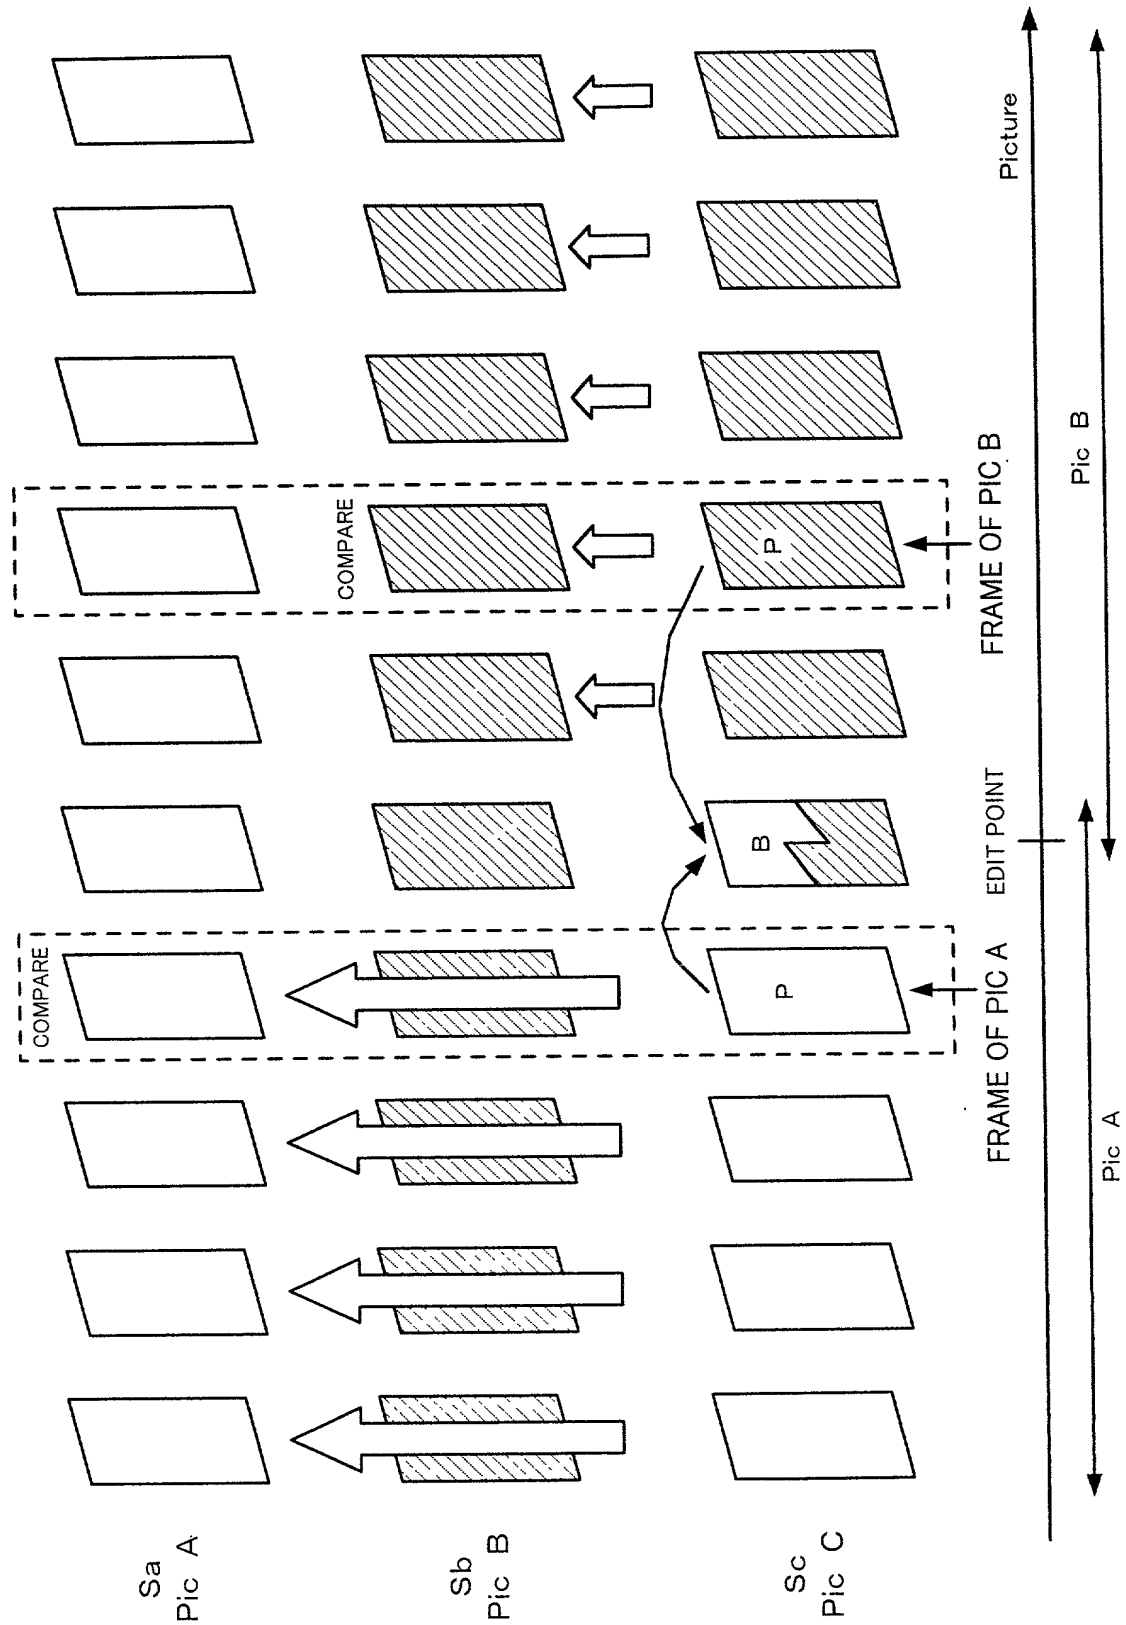 Sa
Pic A
COMPARE
Sb
Pic B
COMPARE
Sc
Pic C
P
B
P
FRAME OF PIC A
EDIT POINT
FRAME OF PIC B
Picture
Pic A
Pic B